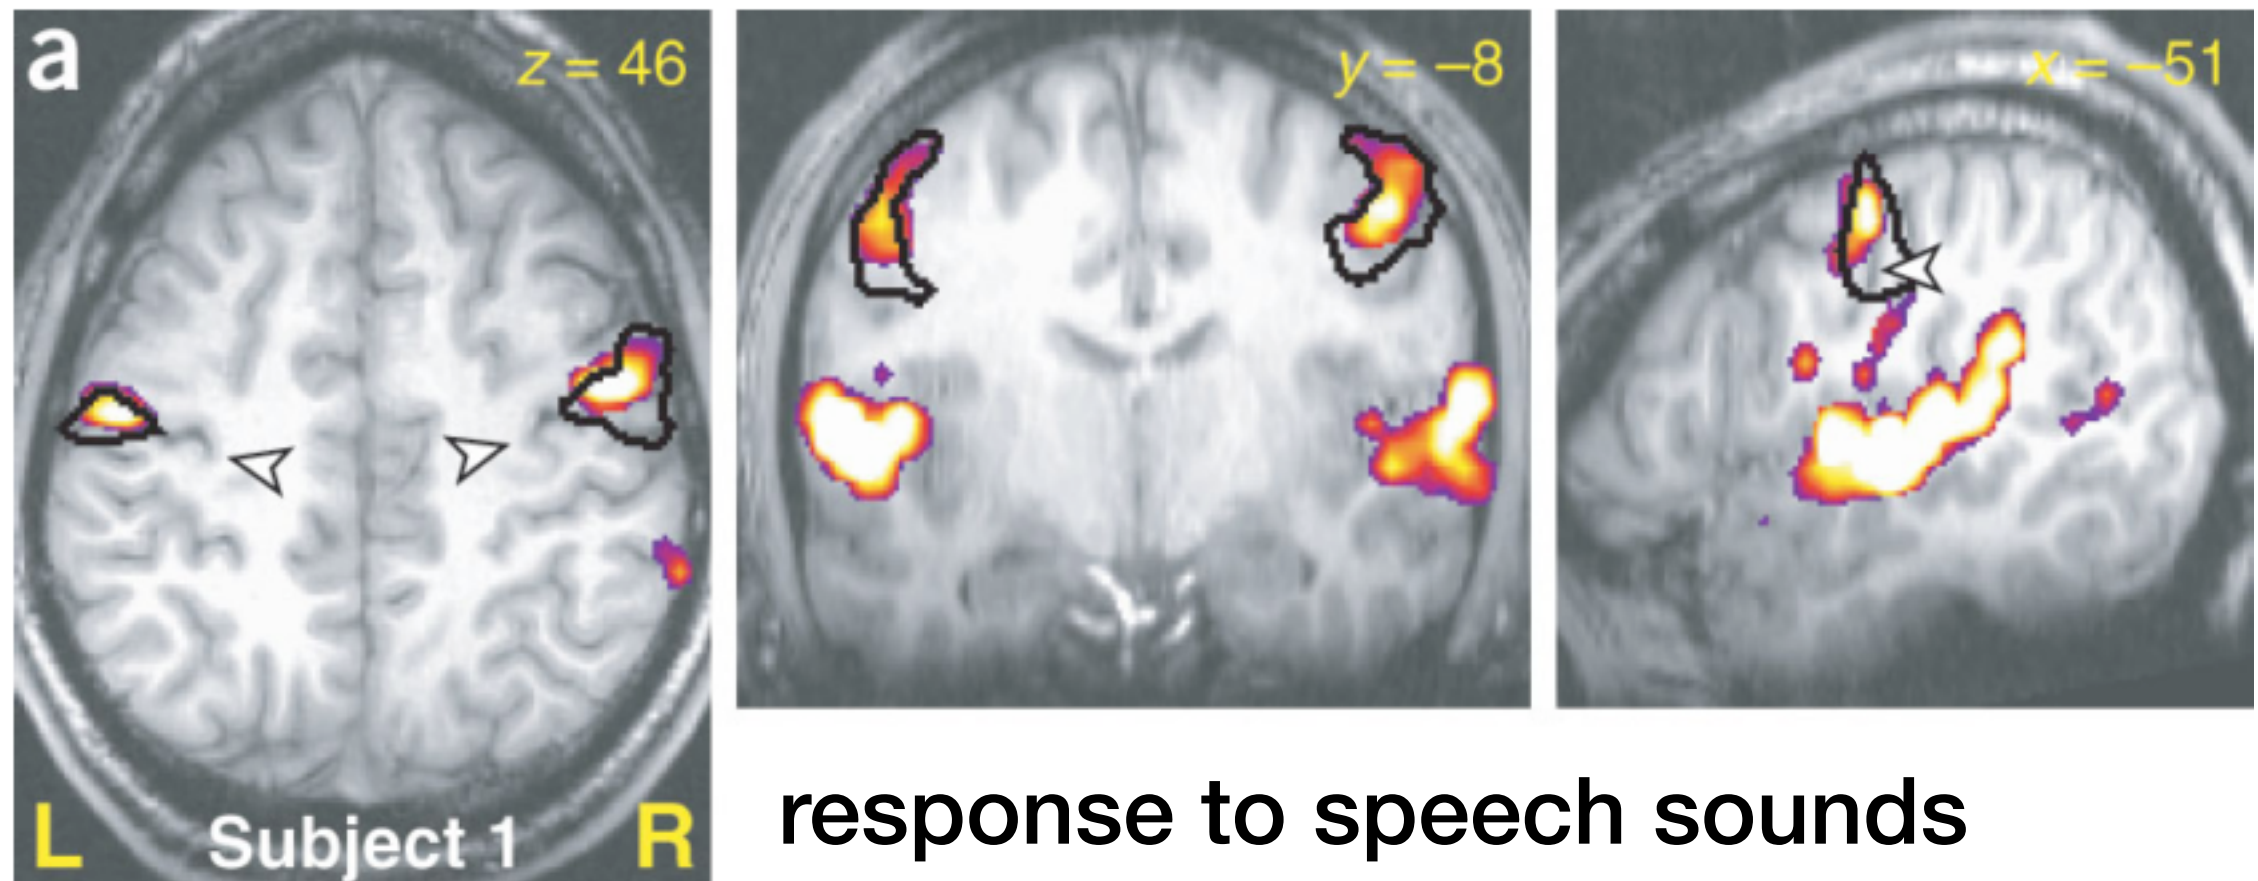 a
z = 46
y = –8
x = –51
L Subject 1 R
response to speech sounds